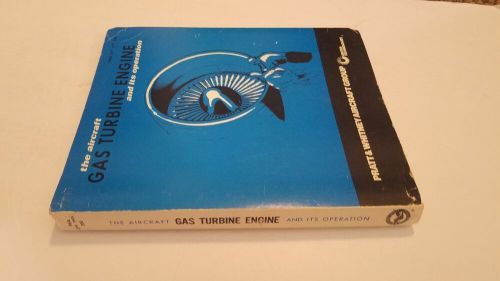 the aircraft
GAS TURBINE ENGINE
and its operation
PRATT & WHITNEY AIRCRAFT GROUP
THE AIRCRAFT GAS TURBINE ENGINE AND ITS OPERATION